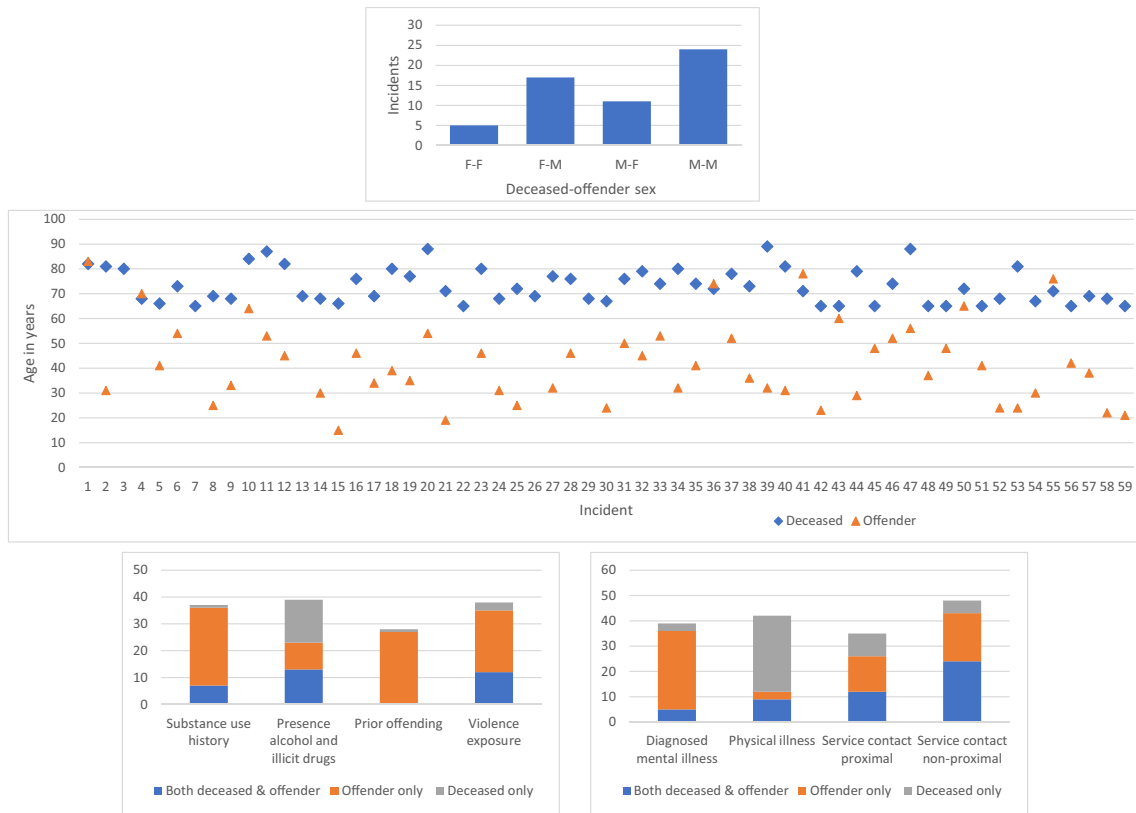 30
25
20
15
10
5
0
Incidents
F-F F-M M-F M-M
Deceased-offender sex
100
90
80
70
60
50
40
30
20
10
0
Age in years
1 2 3 4 5 6 7 8 9 10 11 12 13 14 15 16 17 18 19 20 21 22 23 24 25 26 27 28 29 30 31 32 33 34 35 36 37 38 39 40 41 42 43 44 45 46 47 48 49 50 51 52 53 54 55 56 57 58 59
Incident
Deceased Offender
50
40
30
20
10
0
Substance use history
Presence alcohol and illicit drugs
Prior offending
Violence exposure
Both deceased & offender Offender only Deceased only
60
50
40
30
20
10
0
Diagnosed mental illness
Physical illness
Service contact proximal
Service contact non-proximal
Both deceased & offender Offender only Deceased only